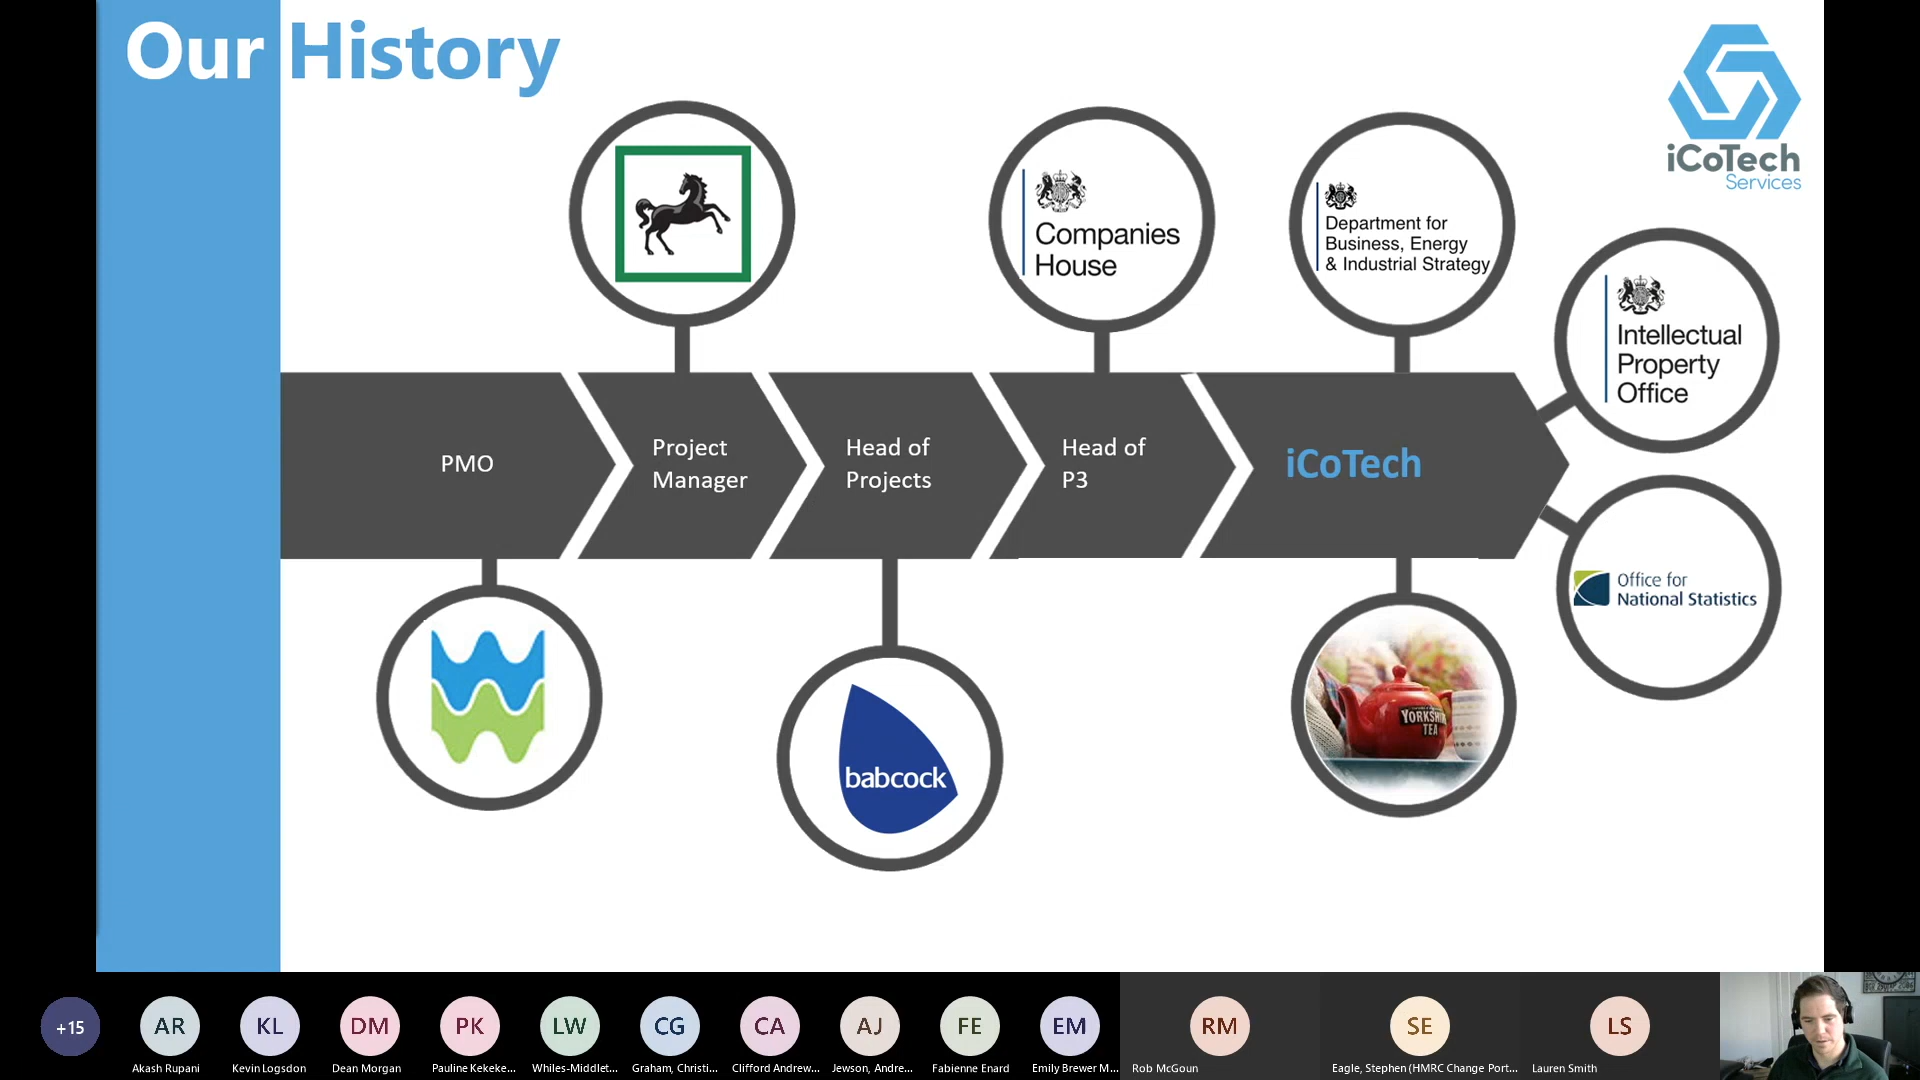 Our History
iCoTech
Services
Companies
House
Department for
Business, Energy
& Industrial Strategy
Intellectual
Property
Office
PMO
Project
Manager
Head of
Projects
Head of
P3
iCoTech
Office for
National Statistics
babcock
YORKSHIRE
TEA
+15
AR
KL
DM
PK
LW
CG
CA
AJ
FE
EM
RM
SE
LS
Akash Rupani
Kevin Logsdon
Dean Morgan
Pauline Kekeke...
Whiles-Middlet...
Graham, Christi...
Clifford Andrew...
Jewson, Andre...
Fabienne Enard
Emily Brewer M...
Rob McGoun
Eagle, Stephen (HMRC Change Port...
Lauren Smith